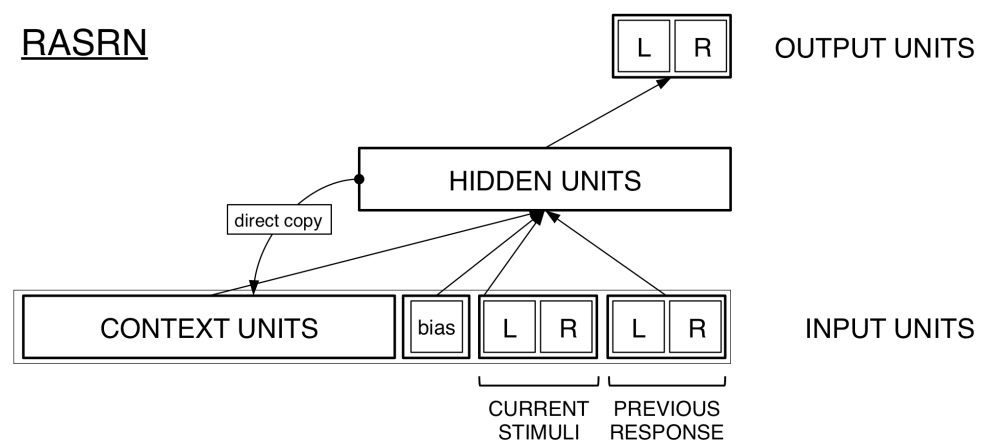 RASRN
L R OUTPUT UNITS
HIDDEN UNITS
direct copy
CONTEXT UNITS bias L R L R INPUT UNITS
CURRENT PREVIOUS
STIMULI RESPONSE